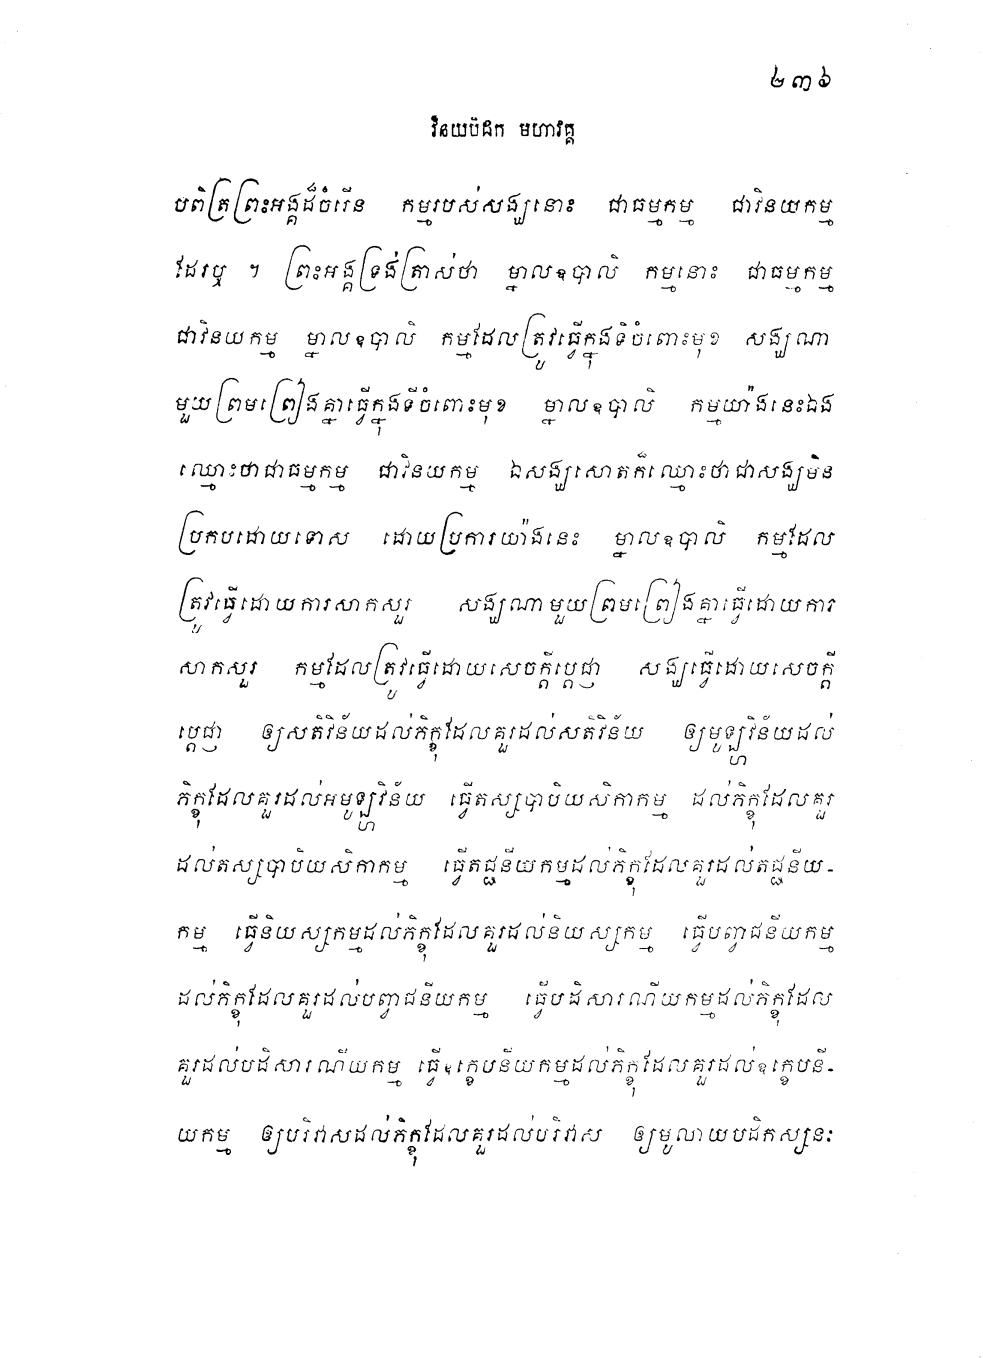 ២៣៦
វិនយបិដក មហាវគ្គ
បពិត្រព្រះអង្គដ៏ចំរើន កម្មរបស់សង្ឃនោះ ជាធម្មកម្ម ជាវិនយកម្ម
ដែរឬ ។ ព្រះអង្គទ្រង់ត្រាស់ថា ម្នាលឧបាលិ កម្មនោះ ជាធម្មកម្ម
ជាវិនយកម្ម ម្នាលឧបាលិ កម្មដែលត្រូវធ្វើក្នុងទីចំពោះមុខ សង្ឃណា
មួយព្រមព្រៀងគ្នាធ្វើក្នុងទីចំពោះមុខ ម្នាលឧបាលិ កម្មយ៉ាងនេះឯង
ឈ្មោះថាជាធម្មកម្ម ជាវិនយកម្ម ឯសង្ឃសោតក៏ឈ្មោះថាជាសង្ឃមិន
ប្រកបដោយទោស ដោយប្រការយ៉ាងនេះ ម្នាលឧបាលិ កម្មដែល
ត្រូវធ្វើដោយការសាកសួរ សង្ឃណាមួយព្រមព្រៀងគ្នាធ្វើដោយការ
សាកសួរ កម្មដែលត្រូវធ្វើដោយសេចក្តីប្តេជ្ញា សង្ឃធ្វើដោយសេចក្តី
ប្តេជ្ញា ឲ្យសតិវិន័យដល់ភិក្ខុដែលគួរដល់សតិវិន័យ ឲ្យមូឡ្ហវិន័យដល់
ភិក្ខុដែលគួរដល់អមូឡ្ហវិន័យ ធ្វើតស្សបាបិយសិកាកម្ម ដល់ភិក្ខុដែលគួរ
ដល់តស្សបាបិយសិកាកម្ម ធ្វើតជ្ជនីយកម្មដល់ភិក្ខុដែលគួរដល់តជ្ជនីយ-
កម្ម ធ្វើនិយស្សកម្មដល់ភិក្ខុដែលគួរដល់និយស្សកម្ម ធ្វើបញ្វជនីយកម្ម
ដល់ភិក្ខុដែលគួរដល់បញ្វជនីយកម្ម ធ្វើបដិសារណីយកម្មដល់ភិក្ខុដែល
គួរដល់បដិសារណីយកម្ម ធ្វើឧក្ខេបនីយកម្មដល់ភិក្ខុដែលគួរដល់ឧក្ខេបនី-
យកម្ម ឲ្យបរិវាសដល់ភិក្ខុដែលគួរដល់បរិវាស ឲ្យមូលាយបដិកស្សនៈ